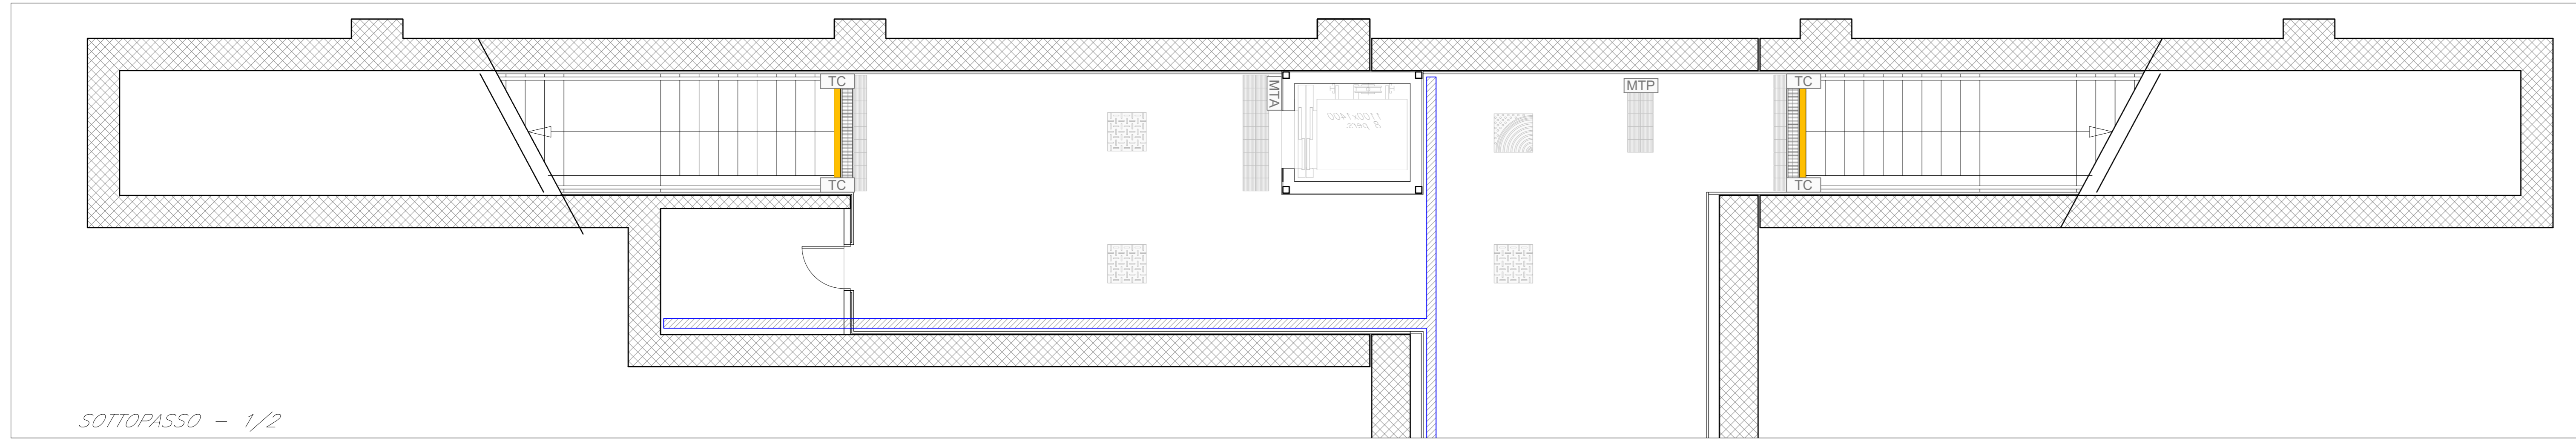 TC
TC
MTA
1100x1400
8 pers.
MTP
TC
TC
SOTTOPASSO - 1/2